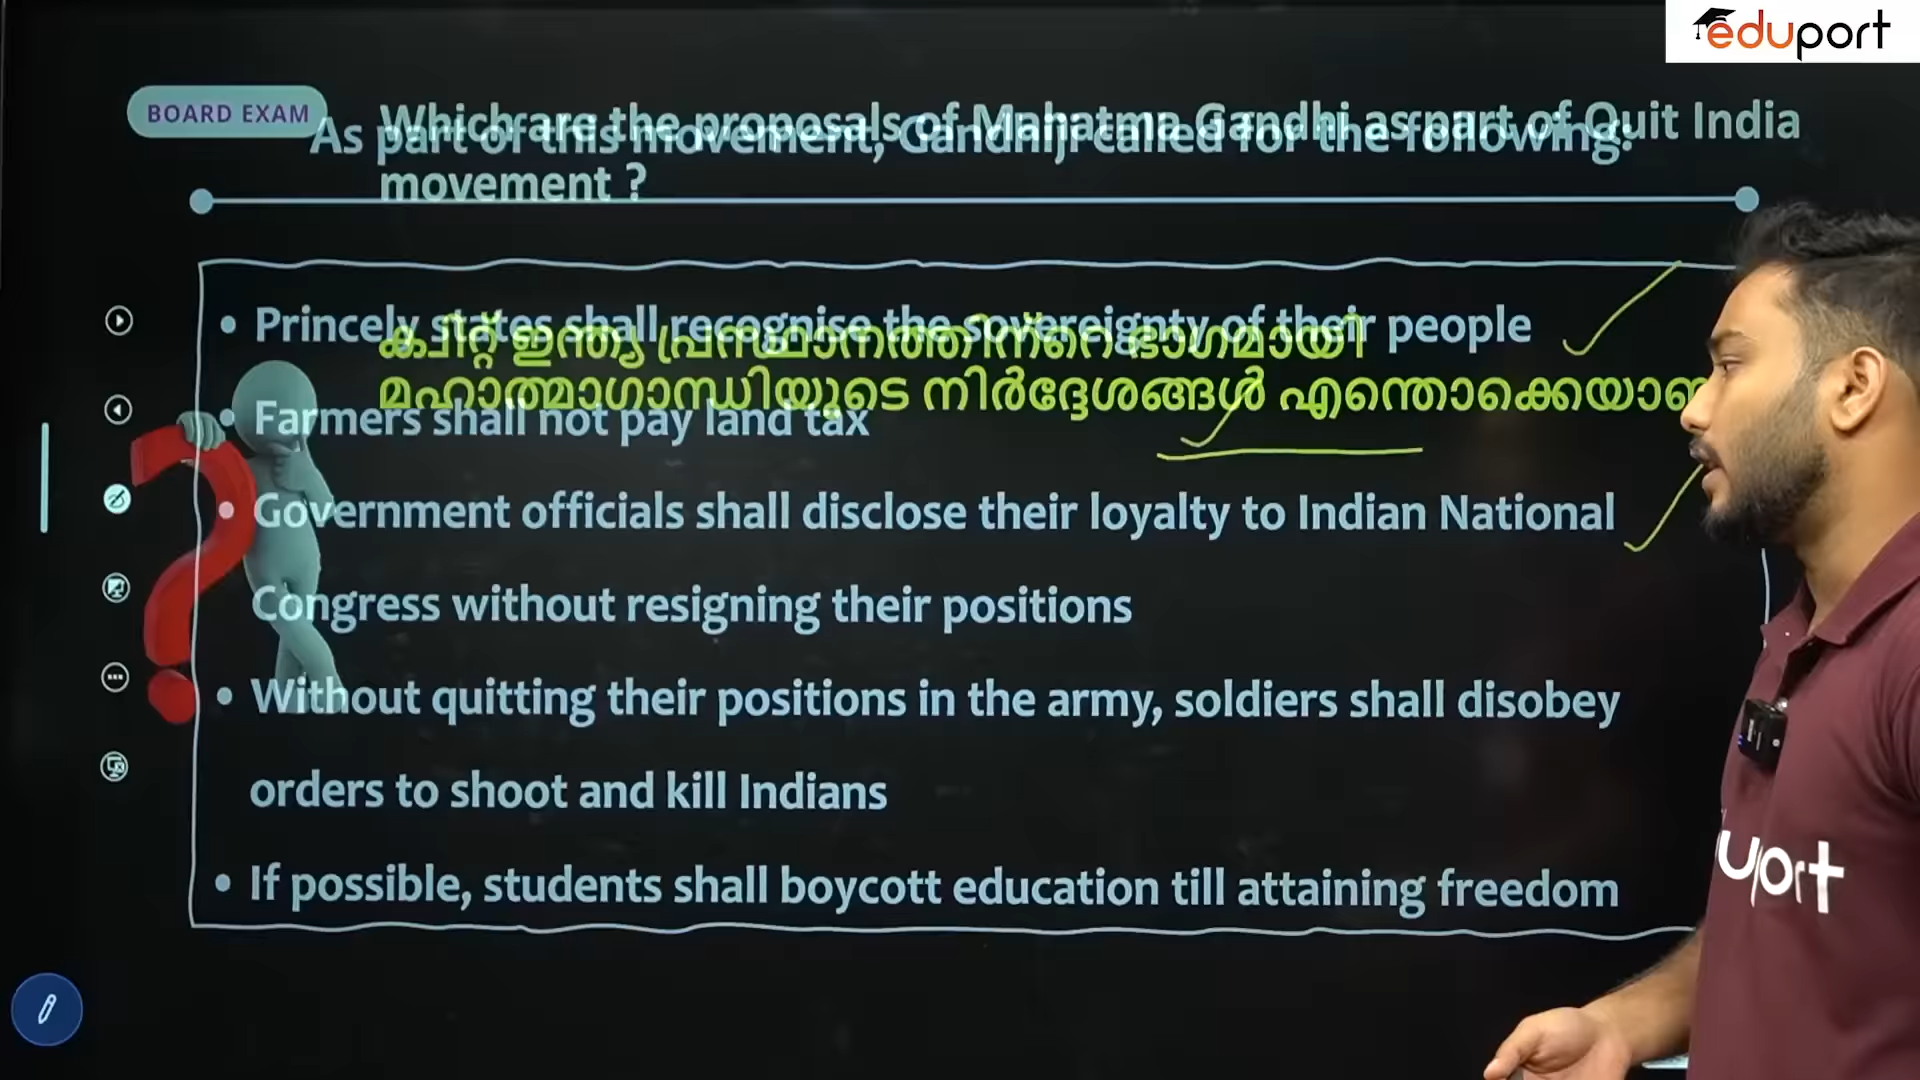 eduport
BOARD EXAM
Which are the proposals of Mahatma Gandhi as part of Quit India
movement ?
As part of this movement, Gandhiji called for the following:
• Princely states shall recognise the sovereignty of their people
ക്വിറ്റ് ഇന്ത്യ പ്രസ്ഥാനത്തിന്റെ ഭാഗമായി
മഹാത്മാഗാന്ധിയുടെ നിർദ്ദേശങ്ങൾ
• Farmers shall not pay land tax
• Government officials shall disclose their loyalty to Indian National
Congress without resigning their positions
• Without quitting their positions in the army, soldiers shall disobey
orders to shoot and kill Indians
• If possible, students shall boycott education till attaining freedom
uport